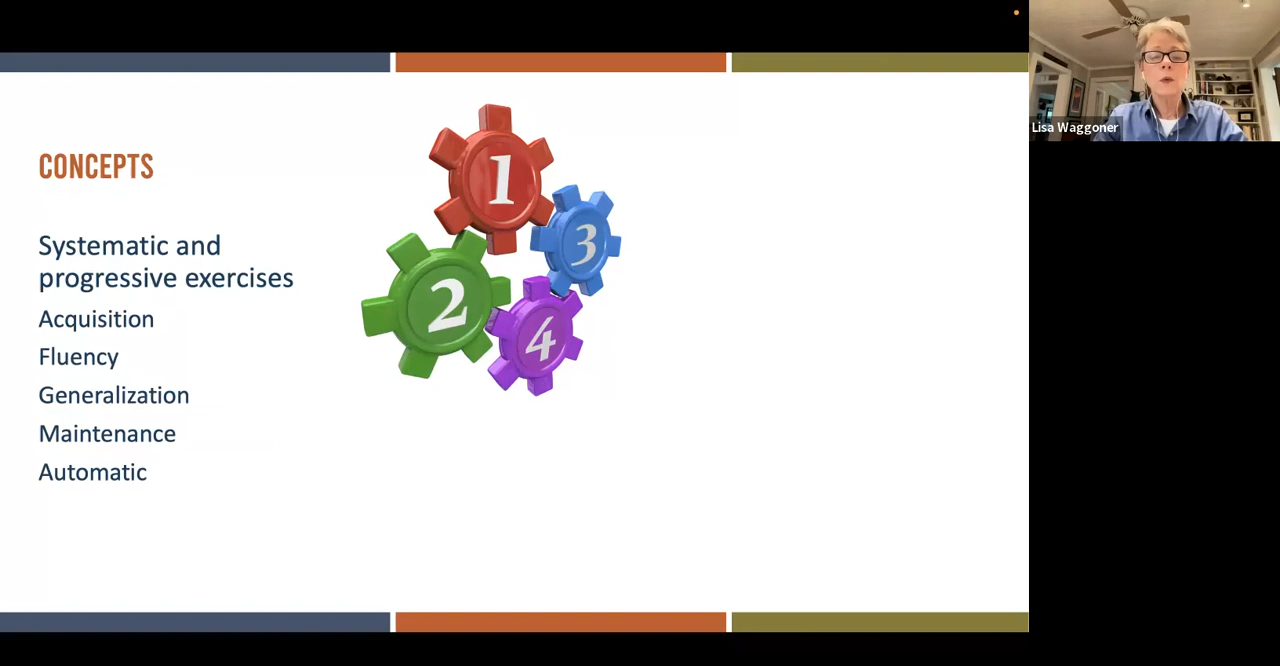 CONCEPTS
Systematic and
progressive exercises
Acquisition
Fluency
Generalization
Maintenance
Automatic
1
3
2
4
Lisa Waggoner